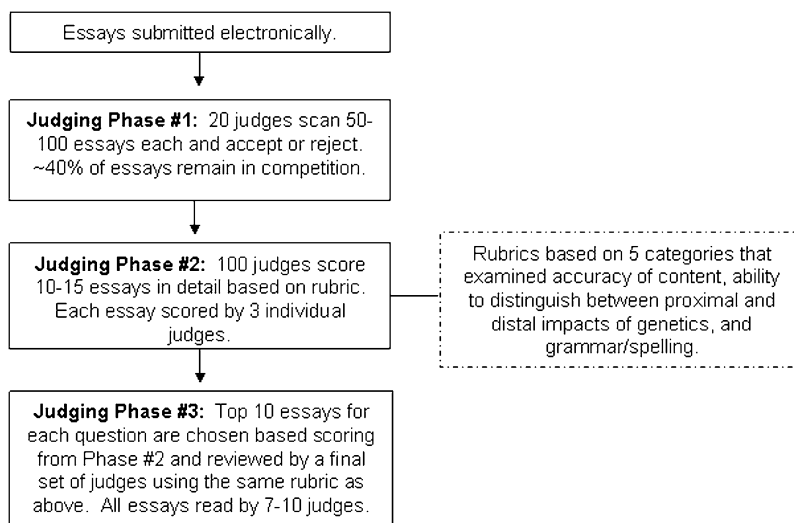 Essays submitted electronically.
Judging Phase #1: 20 judges scan 50-
100 essays each and accept or reject.
~40% of essays remain in competition.
Judging Phase #2: 100 judges score
10-15 essays in detail based on rubric.
Each essay scored by 3 individual
judges.
Rubrics based on 5 categories that
examined accuracy of content, ability
to distinguish between proximal and
distal impacts of genetics, and
grammar/spelling.
Judging Phase #3: Top 10 essays for
each question are chosen based scoring
from Phase #2 and reviewed by a final
set of judges using the same rubric as
above. All essays read by 7-10 judges.